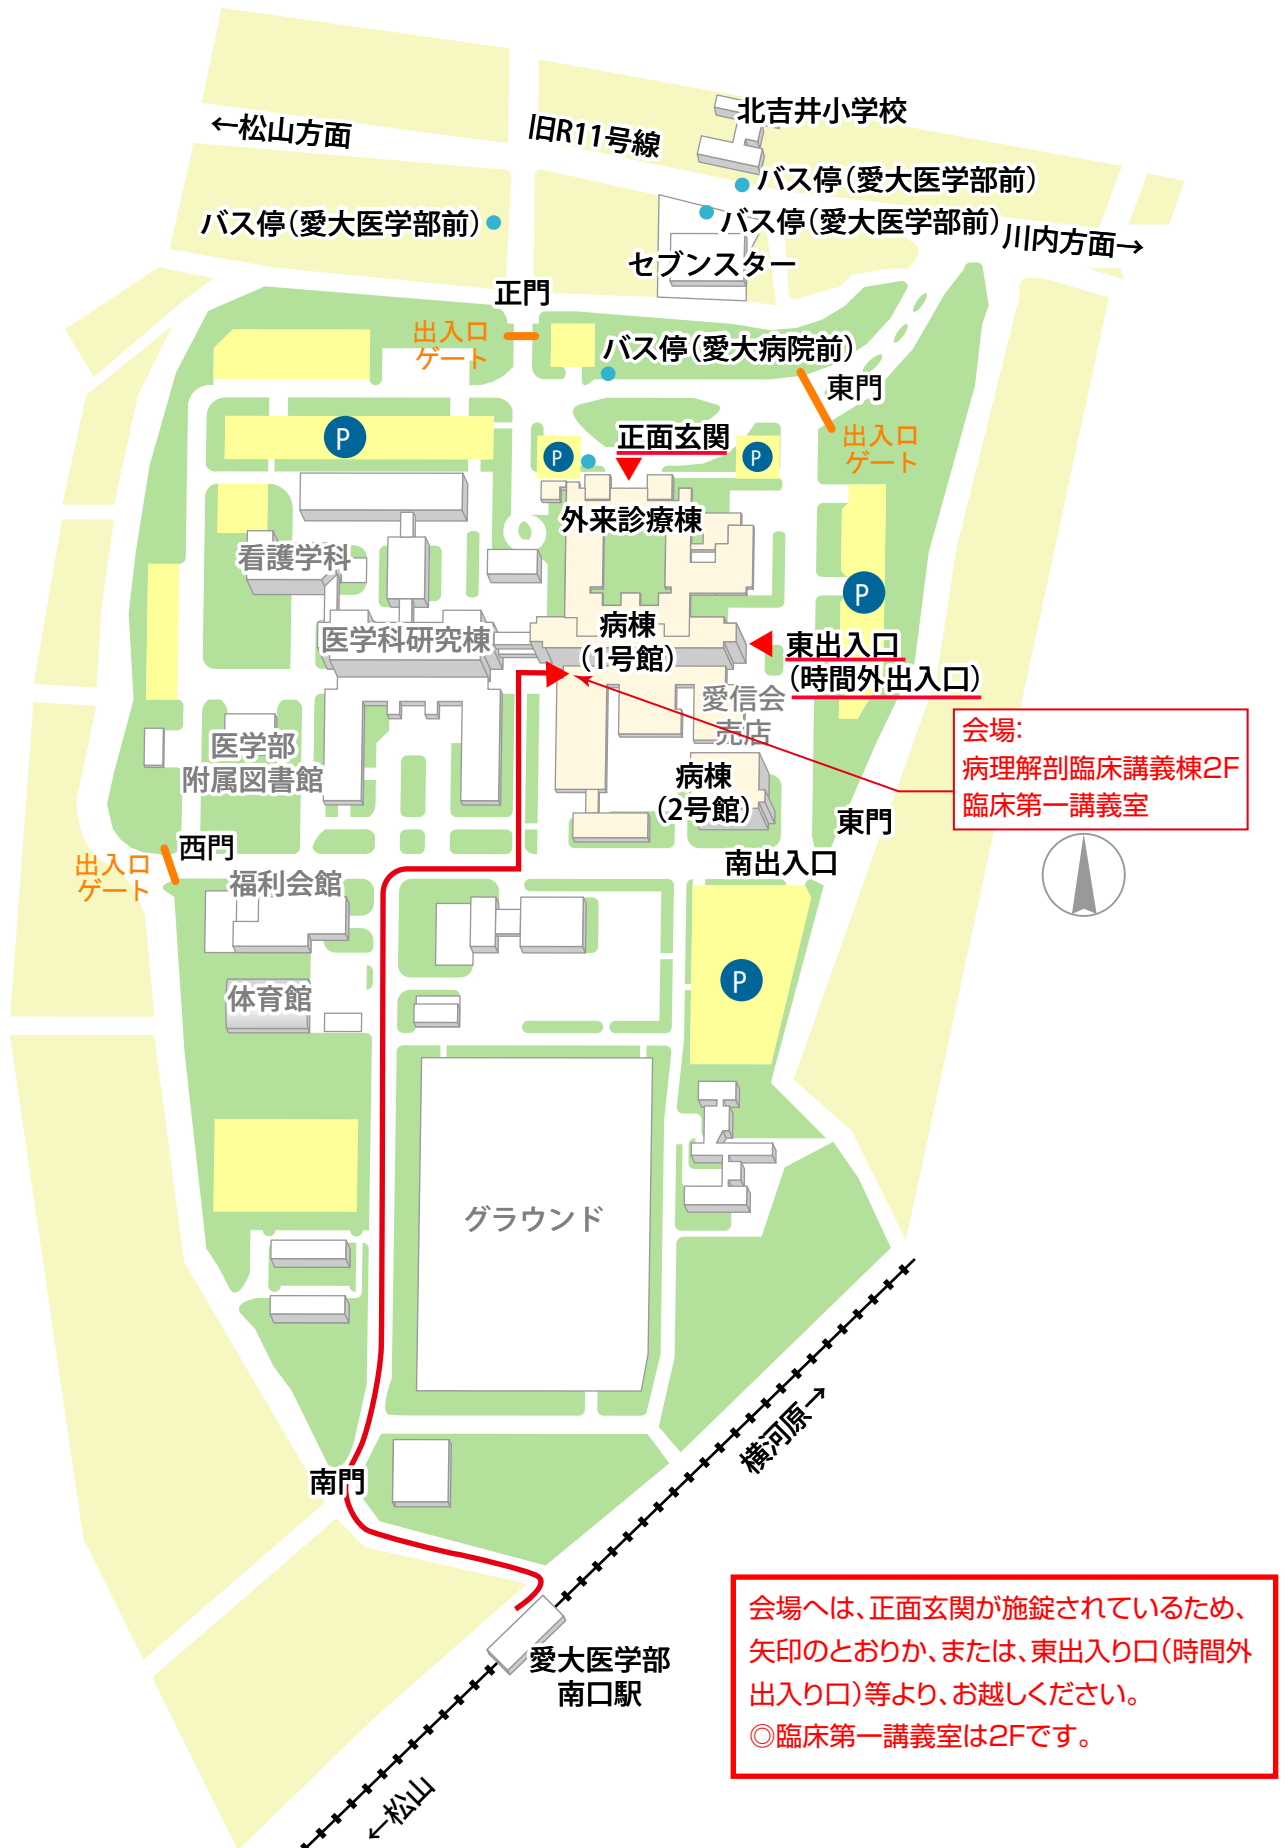 北吉井小学校
←松山方面
旧R11号線
バス停(愛大医学部前)
バス停(愛大医学部前)
バス停(愛大医学部前)
川内方面→
セブンスター
正門
出入口
ゲート
バス停(愛大病院前)
東門
出入口
ゲート
P
P
P
正面玄関
外来診療棟
看護学科
P
医学科研究棟
病棟
(1号館)
東出入口
(時間外出入口)
愛信会
売店
会場:
病理解剖臨床講義棟2F
臨床第一講義室
医学部
附属図書館
病棟
(2号館)
東門
西門
出入口
ゲート
南出入口
福利会館
P
体育館
グラウンド
横河原→
南門
会場へは、正面玄関が施錠されているため、
矢印のとおりか、または、東出入り口(時間外
出入り口)等より、お越しください。
◎臨床第一講義室は2Fです。
愛大医学部
南口駅
←松山